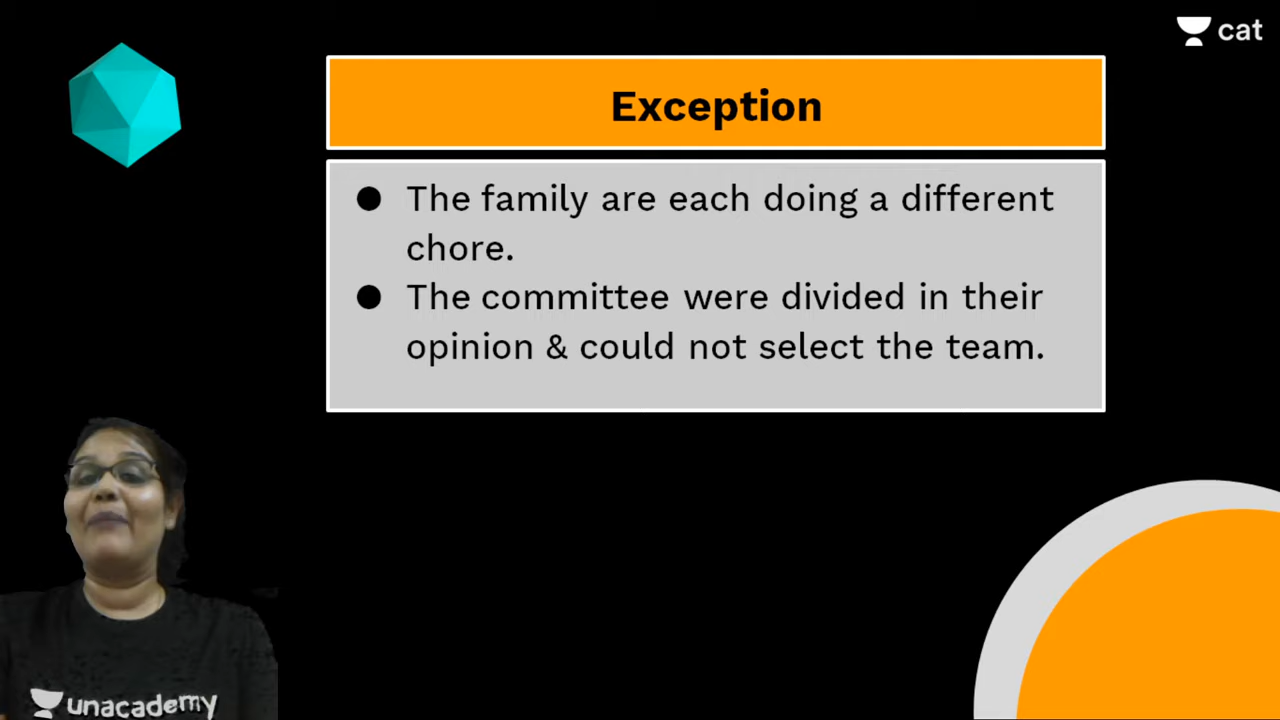 cat
Exception
● The family are each doing a different
chore.
● The committee were divided in their
opinion & could not select the team.
unacademy